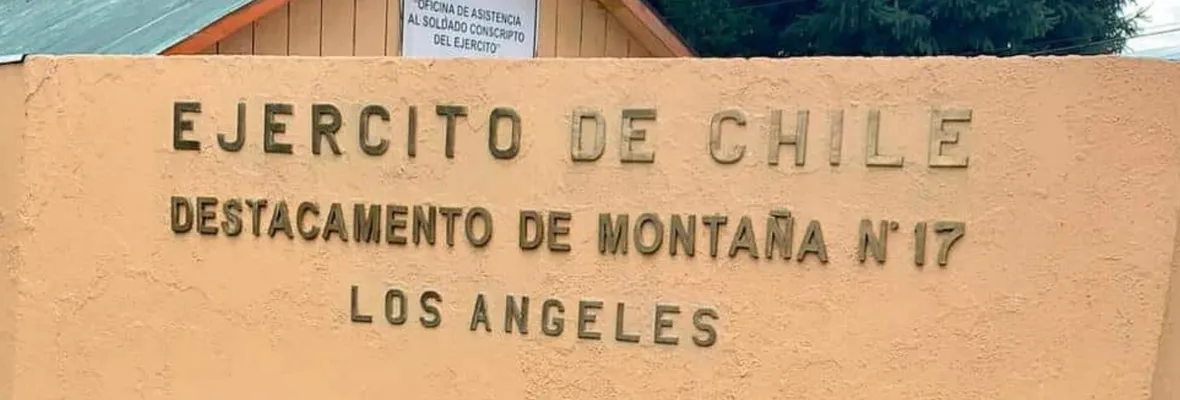 "OFICINA DE ASISTENCIA
AL SOLDADO CONSCRIPTO
DEL EJERCITO"
EJERCITO DE CHILE
DESTACAMENTO DE MONTAÑA N° 17
LOS ANGELES